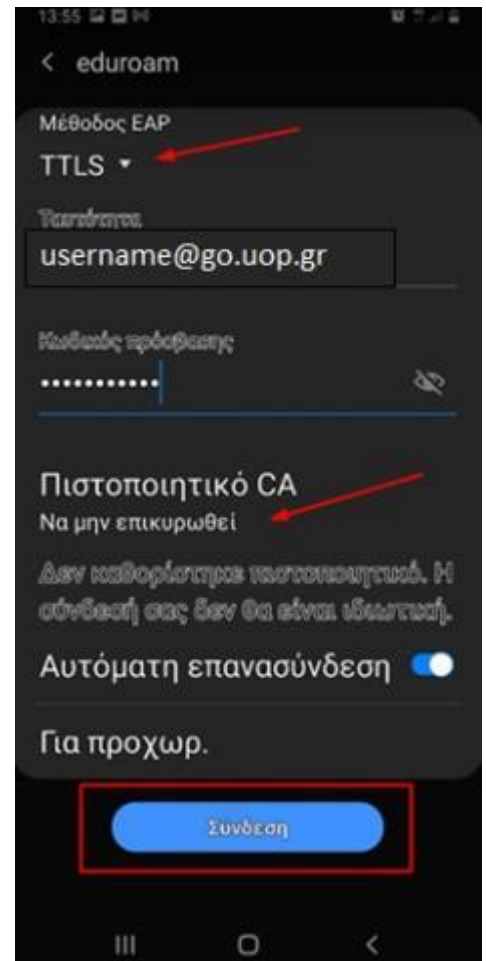 13:55
eduroam
Μέθοδος EAP
TTLS
Ταυτότητα
username@go.uop.gr
Κωδικός πρόσβασης
•••••••••••
Πιστοποιητικό CA
Να μην επικυρωθεί
Δεν καθορίστηκε πιστοποιητικό. Η
σύνδεσή σας δεν θα είναι ιδιωτική.
Αυτόματη επανασύνδεση
Για προχωρ.
Σύνδεση